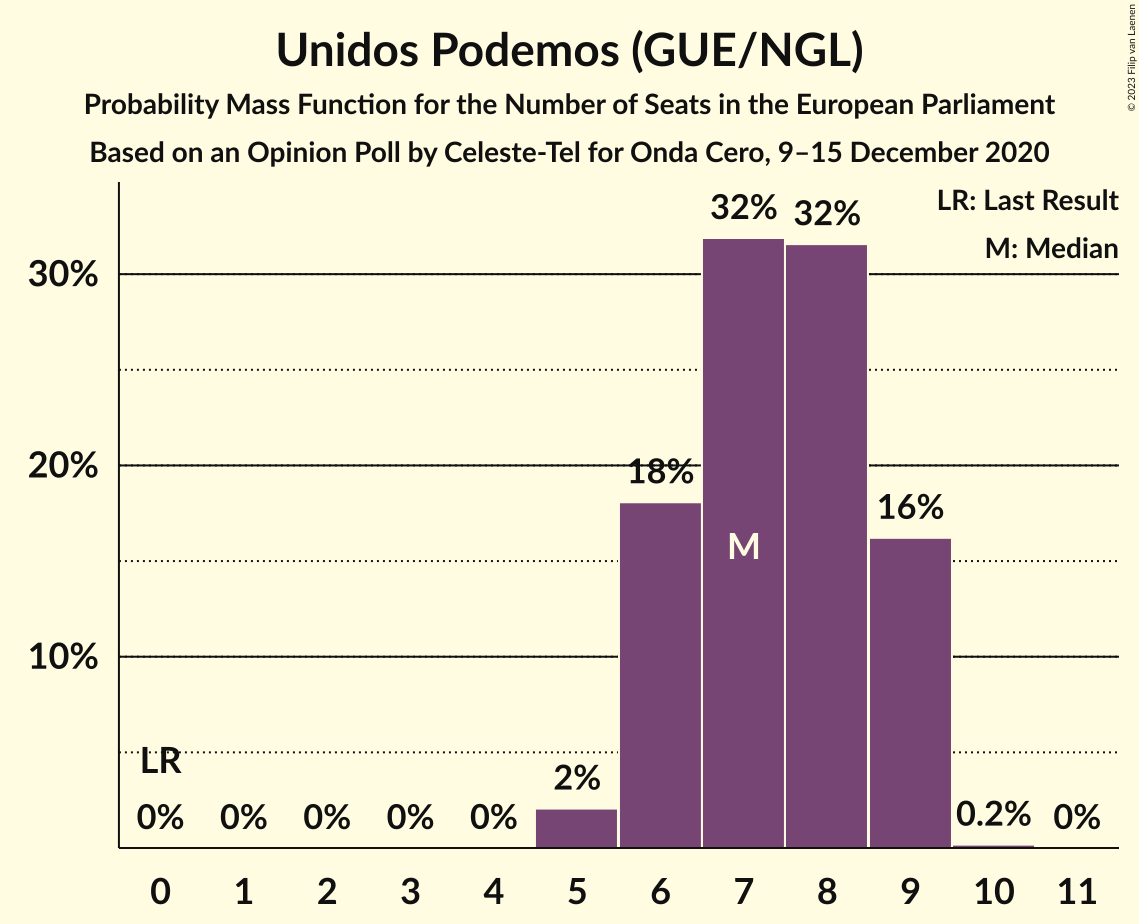 Unidos Podemos (GUE/NGL)
Probability Mass Function for the Number of Seats in the European Parliament
Based on an Opinion Poll by Celeste-Tel for Onda Cero, 9–15 December 2020
© 2023 Filip van Laenen
LR: Last Result
M: Median
30%
20%
10%
LR
0%
0%
0%
0%
0%
2%
18%
32%
M
32%
16%
0.2%
0%
0 1 2 3 4 5 6 7 8 9 10 11